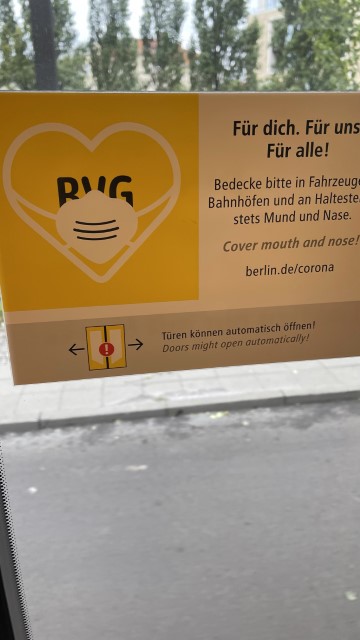 BVG
Für dich. Für uns
Für alle!
Bedecke bitte in Fahrzeuge
Bahnhöfen und an Halteste
stets Mund und Nase.
Cover mouth and nose!
berlin.de/corona
Türen können automatisch öffnen!
Doors might open automatically!